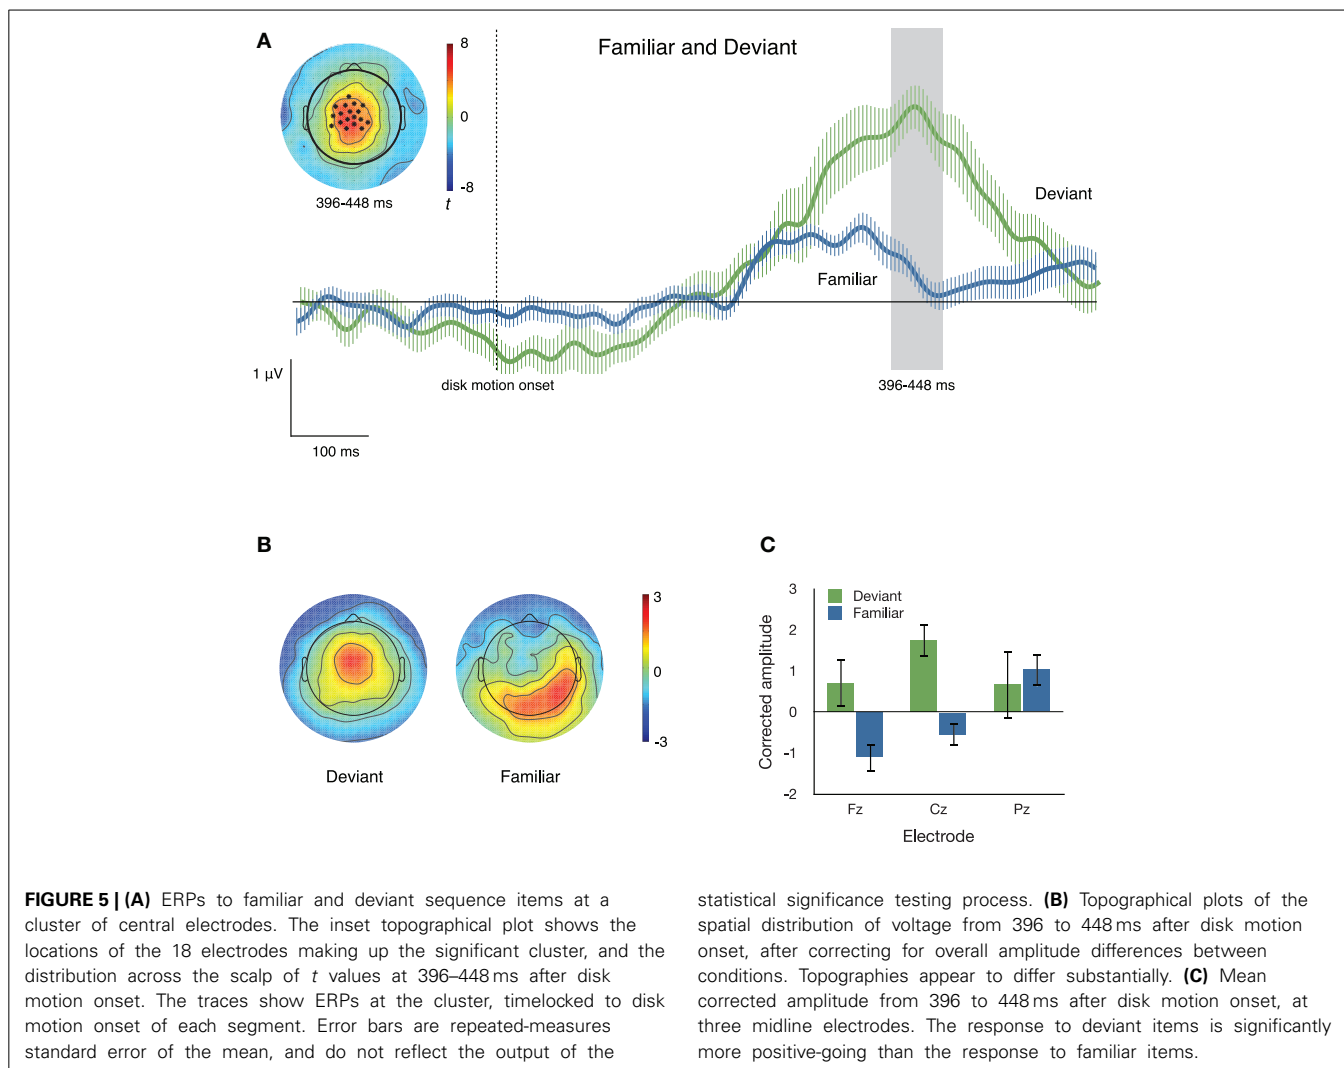 A
8
0
-8
t
396-448 ms
Familiar and Deviant
Deviant
Familiar
1 µV
100 ms
disk motion onset
396-448 ms
B
3
0
-3
Deviant
Familiar
C
Deviant
Familiar
3
2
1
0
-1
-2
Corrected amplitude
Fz
Cz
Pz
Electrode
FIGURE 5 | (A) ERPs to familiar and deviant sequence items at a
cluster of central electrodes. The inset topographical plot shows the
locations of the 18 electrodes making up the significant cluster, and the
distribution across the scalp of t values at 396–448 ms after disk
motion onset. The traces show ERPs at the cluster, timelocked to disk
motion onset of each segment. Error bars are repeated-measures
standard error of the mean, and do not reflect the output of the
statistical significance testing process. (B) Topographical plots of the
spatial distribution of voltage from 396 to 448 ms after disk motion
onset, after correcting for overall amplitude differences between
conditions. Topographies appear to differ substantially. (C) Mean
corrected amplitude from 396 to 448 ms after disk motion onset, at
three midline electrodes. The response to deviant items is significantly
more positive-going than the response to familiar items.